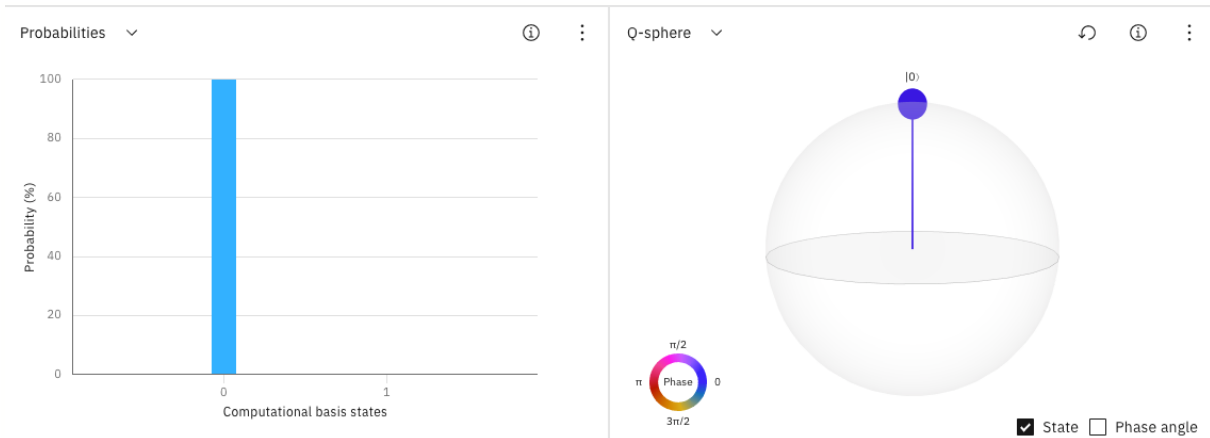 Probabilities
Q-sphere
100
80
60
40
20
0
Probability (%)
0
1
Computational basis states
|0⟩
π/2
π
Phase
0
3π/2
State
Phase angle